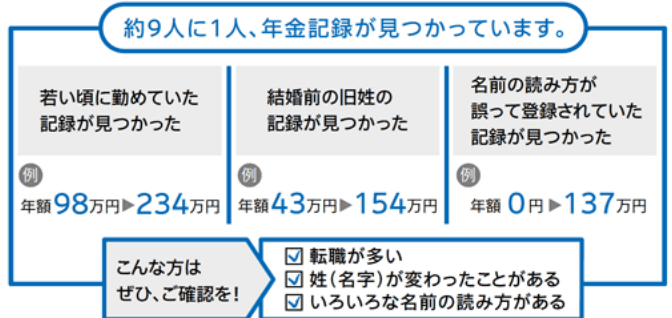 約9人に1人、年金記録が見つかっています。
若い頃に勤めていた
記録が見つかった
例
年額98万円▶234万円
結婚前の旧姓の
記録が見つかった
例
年額43万円▶154万円
名前の読み方が
誤って登録されていた
記録が見つかった
例
年額 0円▶137万円
こんな方は
ぜひ、ご確認を!
☑ 転職が多い
☑ 姓(名字)が変わったことがある
☑ いろいろな名前の読み方がある